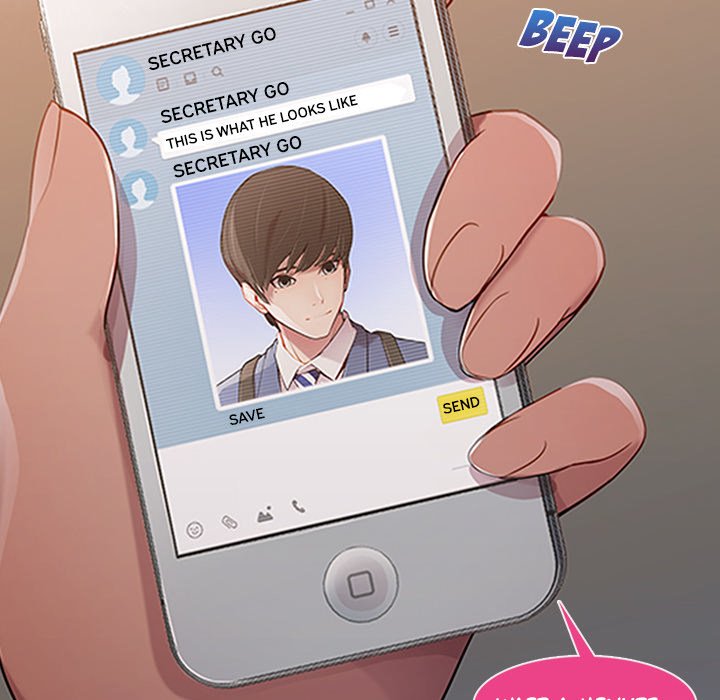 BEEP
SECRETARY GO
SECRETARY GO
THIS IS WHAT HE LOOKS LIKE
SECRETARY GO
SAVE
SEND